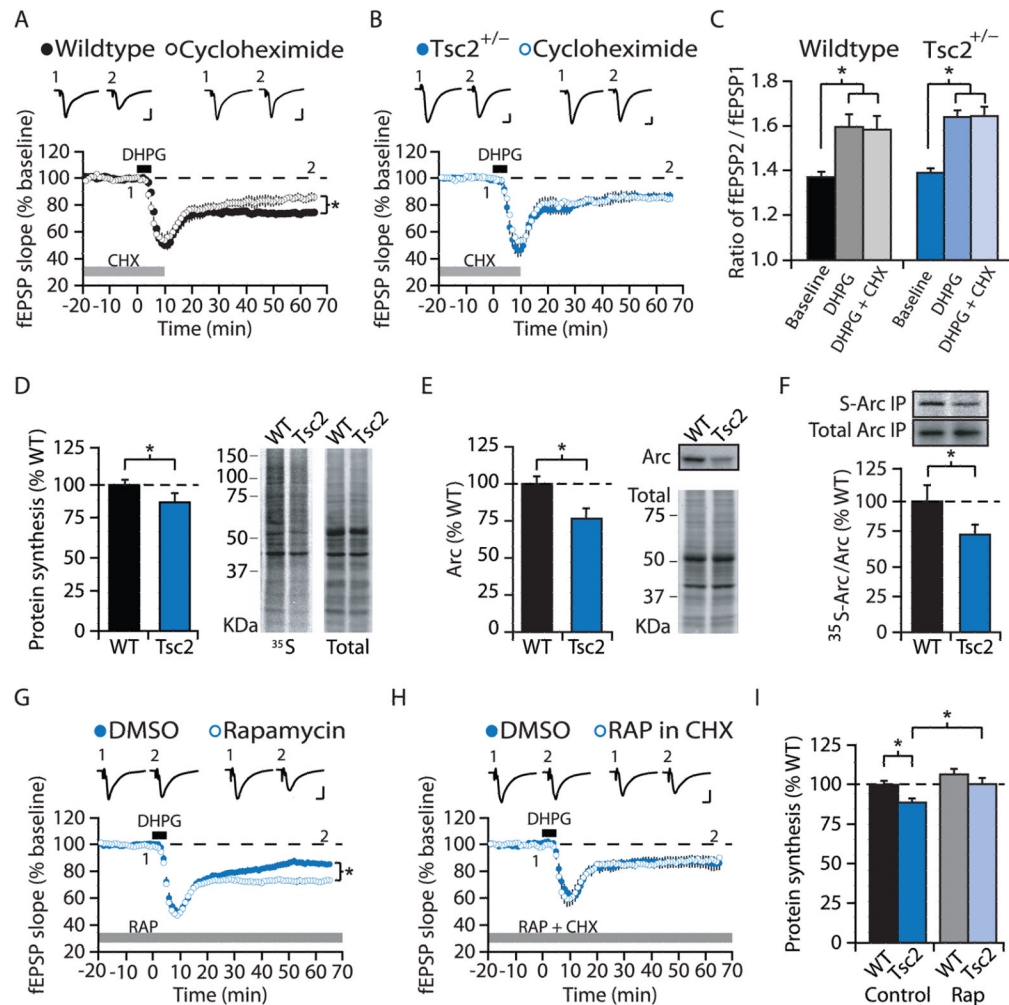 A
Wildtype Cycloheximide
1 2 1 2
fEPSP slope (% baseline)
120
100
80
60
40
20
DHPG
1
2
*
CHX
-20 -10 0 10 20 30 40 50 60 70
Time (min)
B
Tsc2+/– Cycloheximide
1 2 1 2
fEPSP slope (% baseline)
120
100
80
60
40
20
DHPG
1
2
CHX
-20 -10 0 10 20 30 40 50 60 70
Time (min)
C
Wildtype Tsc2+/–
Ratio of fEPSP2 / fEPSP1
1.8
1.6
1.4
1.2
1.0
* *
Baseline DHPG DHPG + CHX Baseline DHPG DHPG + CHX
D
Protein synthesis (% WT)
125
100
75
50
25
0
*
WT Tsc2
WT Tsc2 WT Tsc2
150
100
75
50
37
KDa
35S Total
E
Arc (% WT)
125
100
75
50
25
0
*
WT Tsc2
WT Tsc2
Arc
Total
75
50
37
KDa
F
S-Arc IP
Total Arc IP
35S-Arc/Arc (% WT)
125
100
75
50
25
0
*
WT Tsc2
G
DMSO Rapamycin
1 2 1 2
fEPSP slope (% baseline)
120
100
80
60
40
20
DHPG
1
2
*
RAP
-20 -10 0 10 20 30 40 50 60 70
Time (min)
H
DMSO RAP in CHX
1 2 1 2
fEPSP slope (% baseline)
120
100
80
60
40
20
DHPG
1
2
RAP + CHX
-20 -10 0 10 20 30 40 50 60 70
Time (min)
I
Protein synthesis (% WT)
125
100
75
50
25
0
*
*
WT Tsc2 WT Tsc2
Control Rap